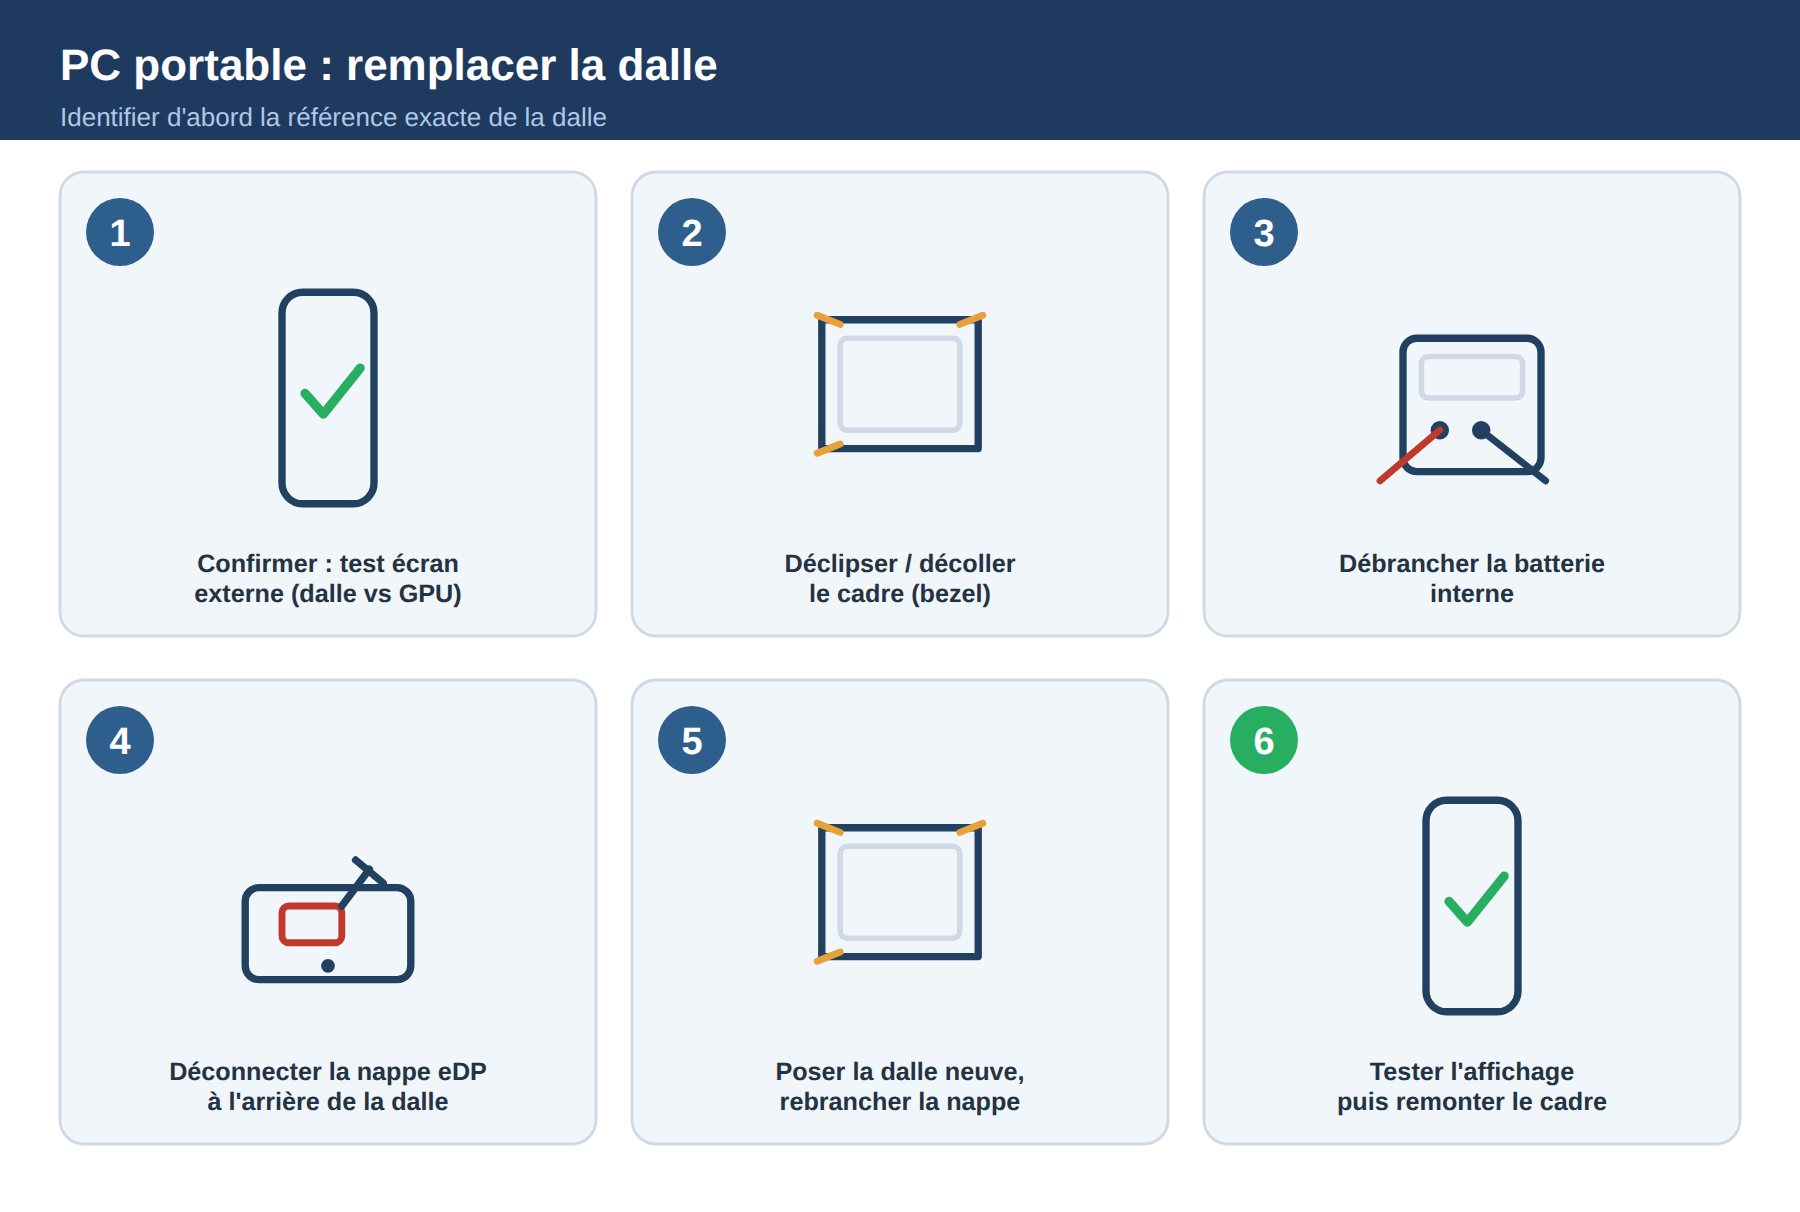 PC portable : remplacer la dalle
Identifier d'abord la référence exacte de la dalle
1
Confirmer : test écran
externe (dalle vs GPU)
2
Déclipser / décoller
le cadre (bezel)
3
Débrancher la batterie
interne
4
Déconnecter la nappe eDP
à l'arrière de la dalle
5
Poser la dalle neuve,
rebrancher la nappe
6
Tester l'affichage
puis remonter le cadre